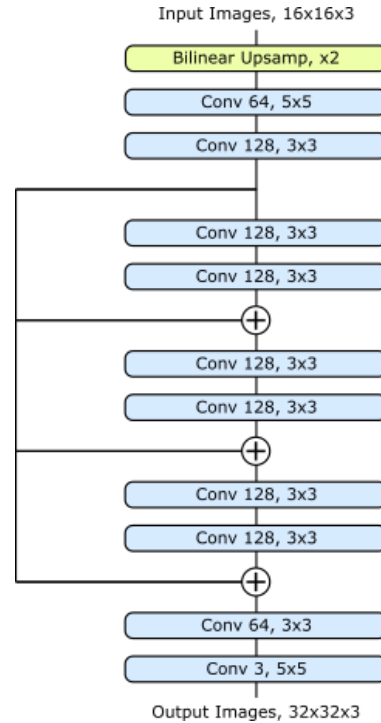 Input Images, 16x16x3
Bilinear Upsamp, x2
Conv 64, 5x5
Conv 128, 3x3
Conv 128, 3x3
Conv 128, 3x3
Conv 128, 3x3
Conv 128, 3x3
Conv 128, 3x3
Conv 128, 3x3
Conv 64, 3x3
Conv 3, 5x5
Output Images, 32x32x3